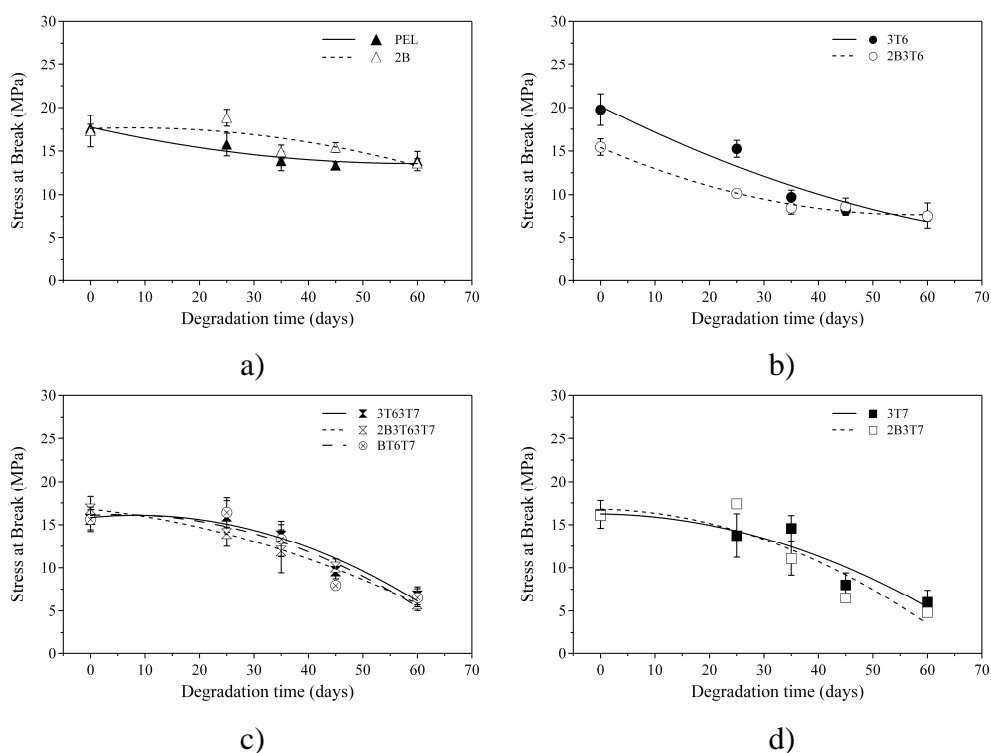 30
25
20
15
10
5
0
Stress at Break (MPa)
PEL
2B
0 10 20 30 40 50 60 70
Degradation time (days)
a)
30
25
20
15
10
5
0
Stress at Break (MPa)
3T6
2B3T6
0 10 20 30 40 50 60 70
Degradation time (days)
b)
30
25
20
15
10
5
0
Stress at Break (MPa)
3T63T7
2B3T63T7
BT6T7
0 10 20 30 40 50 60 70
Degradation time (days)
c)
30
25
20
15
10
5
0
Stress at Break (MPa)
3T7
2B3T7
0 10 20 30 40 50 60 70
Degradation time (days)
d)